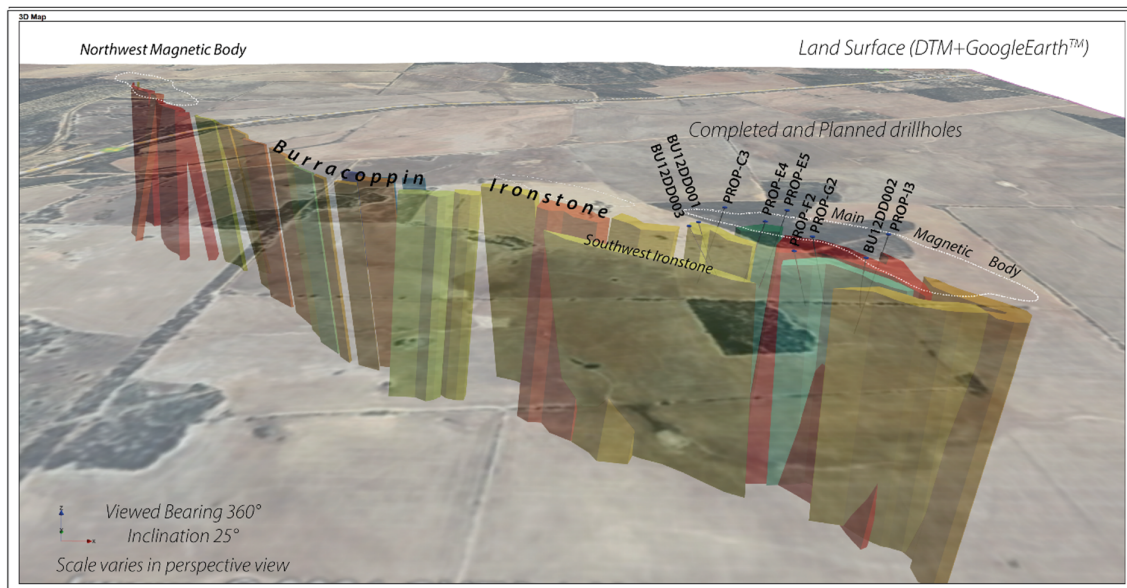 3D Map
Northwest Magnetic Body
Land Surface (DTM+GoogleEarth™)
Completed and Planned drillholes
Burracoppin Ironstone
BU12DD003
BU12DD001
PROP-C3
PROP-E4
PROP-E5
PROP-E2
PROP-G2
BU12DD002
PROP-I3
Main Magnetic Body
Southwest Ironstone
Z
X
Viewed Bearing 360°
Inclination 25°
Scale varies in perspective view